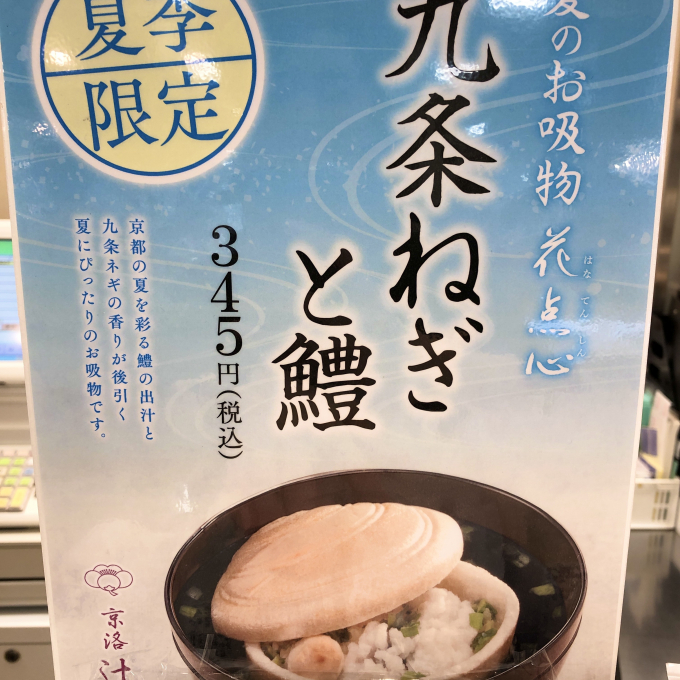 夏季
限定
夏のお吸物 花点心
はな てんしん
九条ねぎ
と鱧
345円(税込)
京都の夏を彩る鱧の出汁と
九条ネギの香りが後引く
夏にぴったりのお吸物です。
京洛
汁